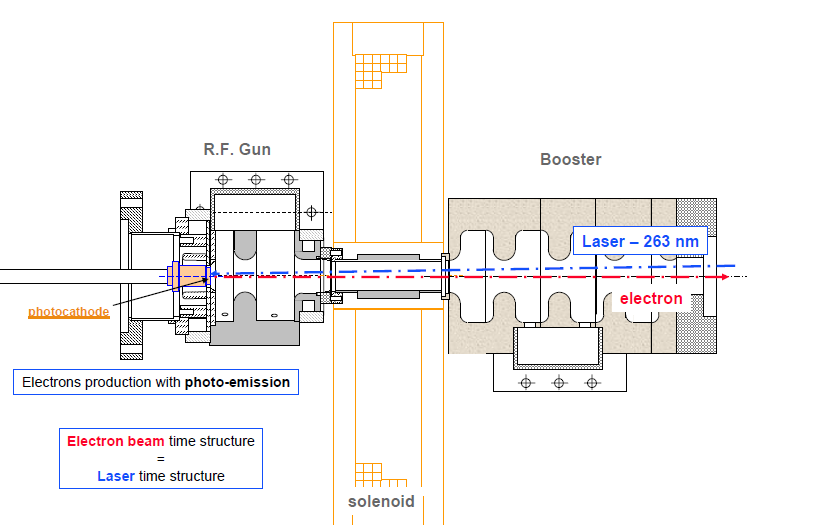 R.F. Gun
Booster
Laser – 263 nm
electron
photocathode
Electrons production with photo-emission
Electron beam time structure
=
Laser time structure
solenoid